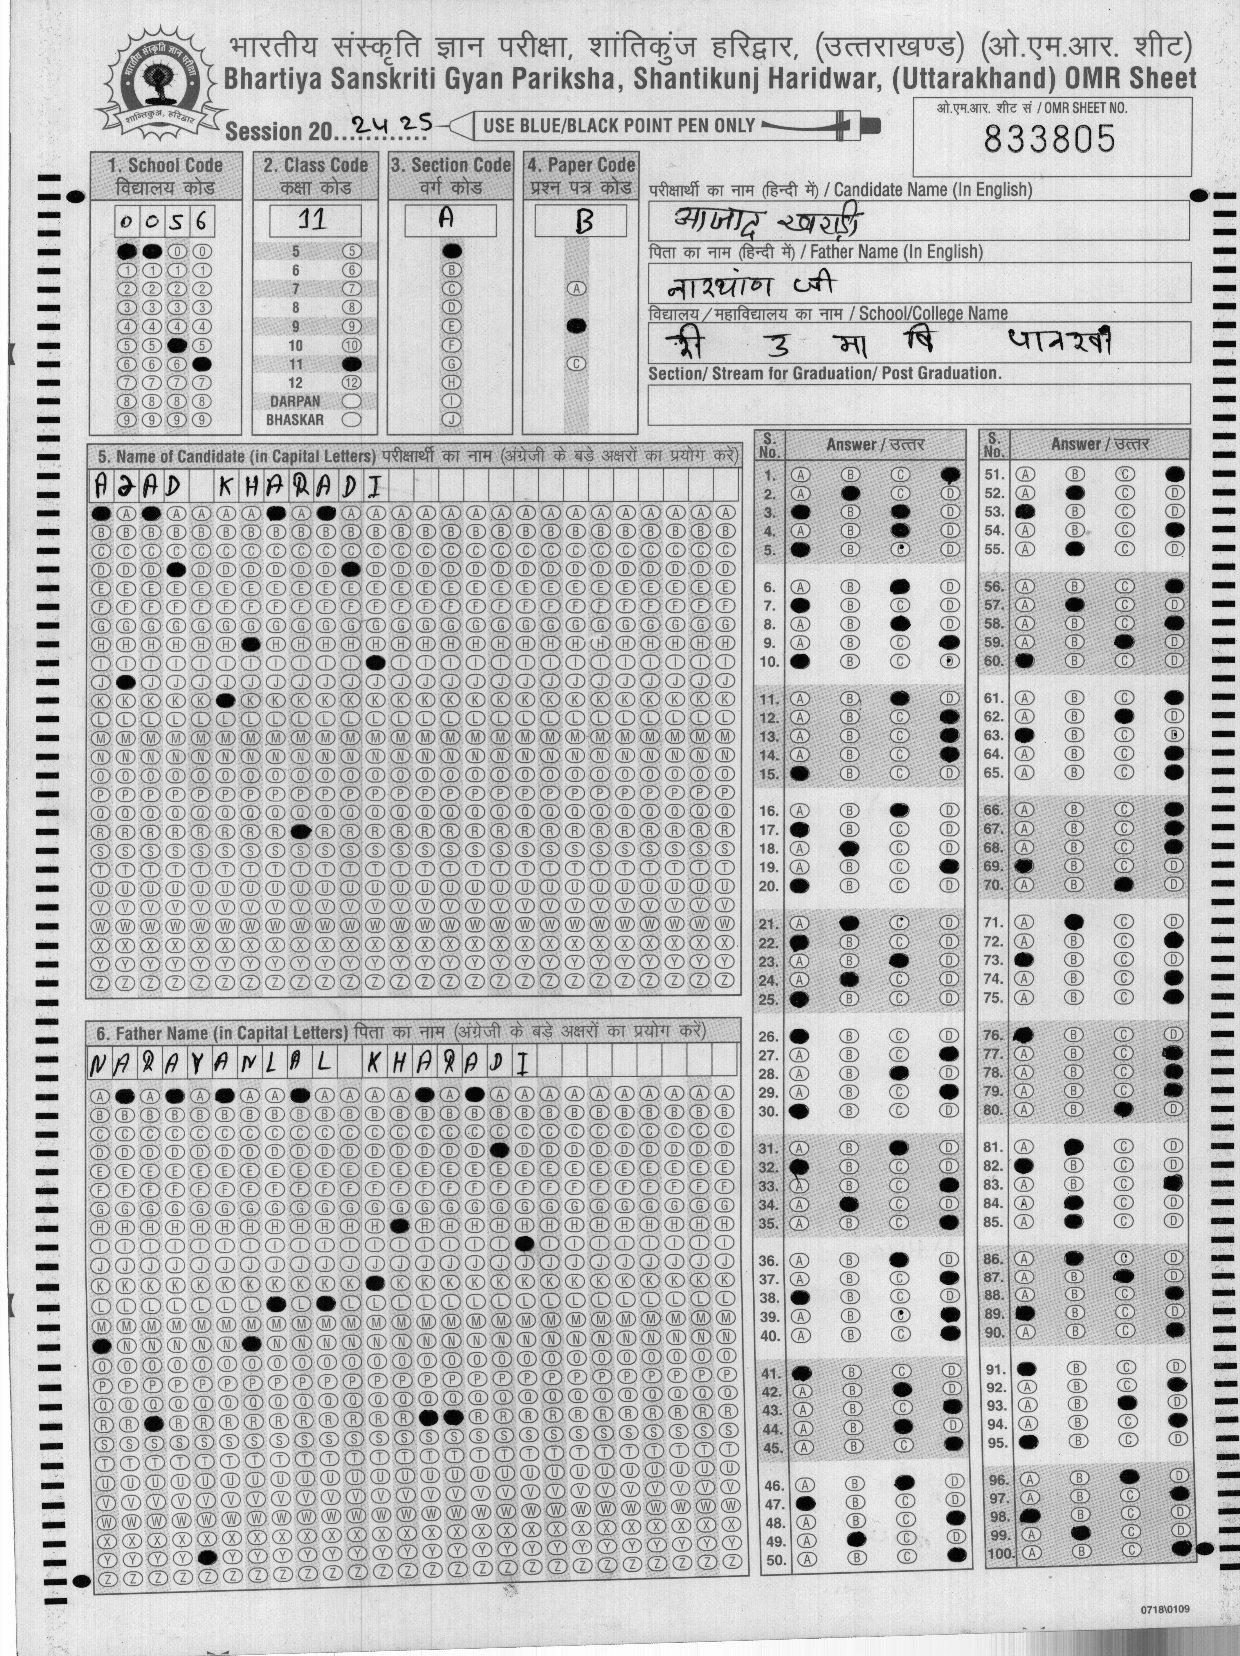 भारतीय संस्कृति ज्ञान परीक्षा, शांतिकुंज हरिद्वार, (उत्तराखण्ड) (ओ.एम.आर. शीट)
Bhartiya Sanskriti Gyan Pariksha, Shantikunj Haridwar, (Uttarakhand) OMR Sheet
Session 20 24 25 USE BLUE/BLACK POINT PEN ONLY
ओ.एम.आर. शीट सं / OMR SHEET NO.
833805
1. School Code 2. Class Code 3. Section Code 4. Paper Code
विद्यालय कोड कक्षा कोड वर्ग कोड प्रश्न पत्र कोड
0056 11 A B
परीक्षार्थी का नाम (हिन्दी में) / Candidate Name (In English)
आजाद खराड़ी
पिता का नाम (हिन्दी में) / Father Name (In English)
जी
विद्यालय/महाविद्यालय का नाम / School/College Name
उ मा वि
Section/ Stream for Graduation/ Post Graduation.
5
6
7
8
9
10
11
12
DARPAN
BHASKAR
5. Name of Candidate (in Capital Letters) परीक्षार्थी का नाम (अंग्रेजी के बड़े अक्षरों का प्रयोग करें)
AJAD KHARADI
6. Father Name (in Capital Letters) पिता का नाम (अंग्रेजी के बड़े अक्षरों का प्रयोग करें)
NARAYANLAL KHARADI
S. No. Answer / उत्तर S. No. Answer / उत्तर
0718\0109